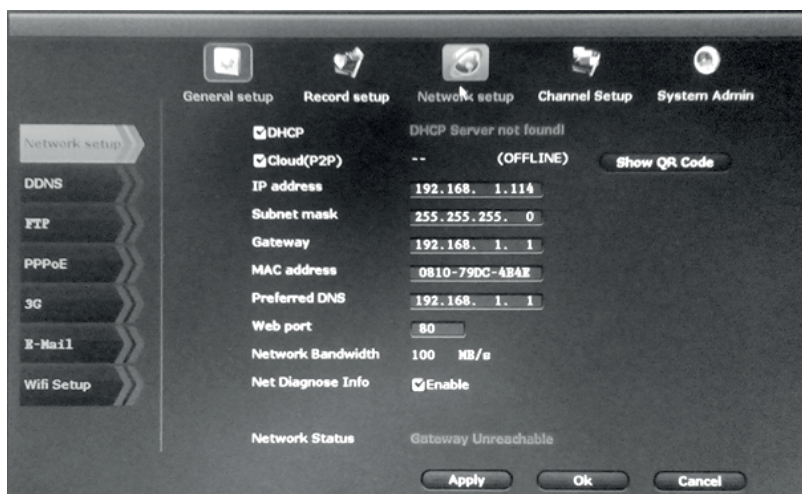 General setup Record setup Network setup Channel Setup System Admin
Network setup
DDNS
FTP
PPPoE
3G
E-Mail
Wifi Setup
DHCP DHCP Server not found!
Cloud(P2P) -- (OFFLINE) Show QR Code
IP address 192.168. 1.114
Subnet mask 255.255.255. 0
Gateway 192.168. 1. 1
MAC address 0810-79DC-4B4E
Preferred DNS 192.168. 1. 1
Web port 80
Network Bandwidth 100 MB/s
Net Diagnose Info Enable
Network Status Gateway Unreachable
Apply Ok Cancel